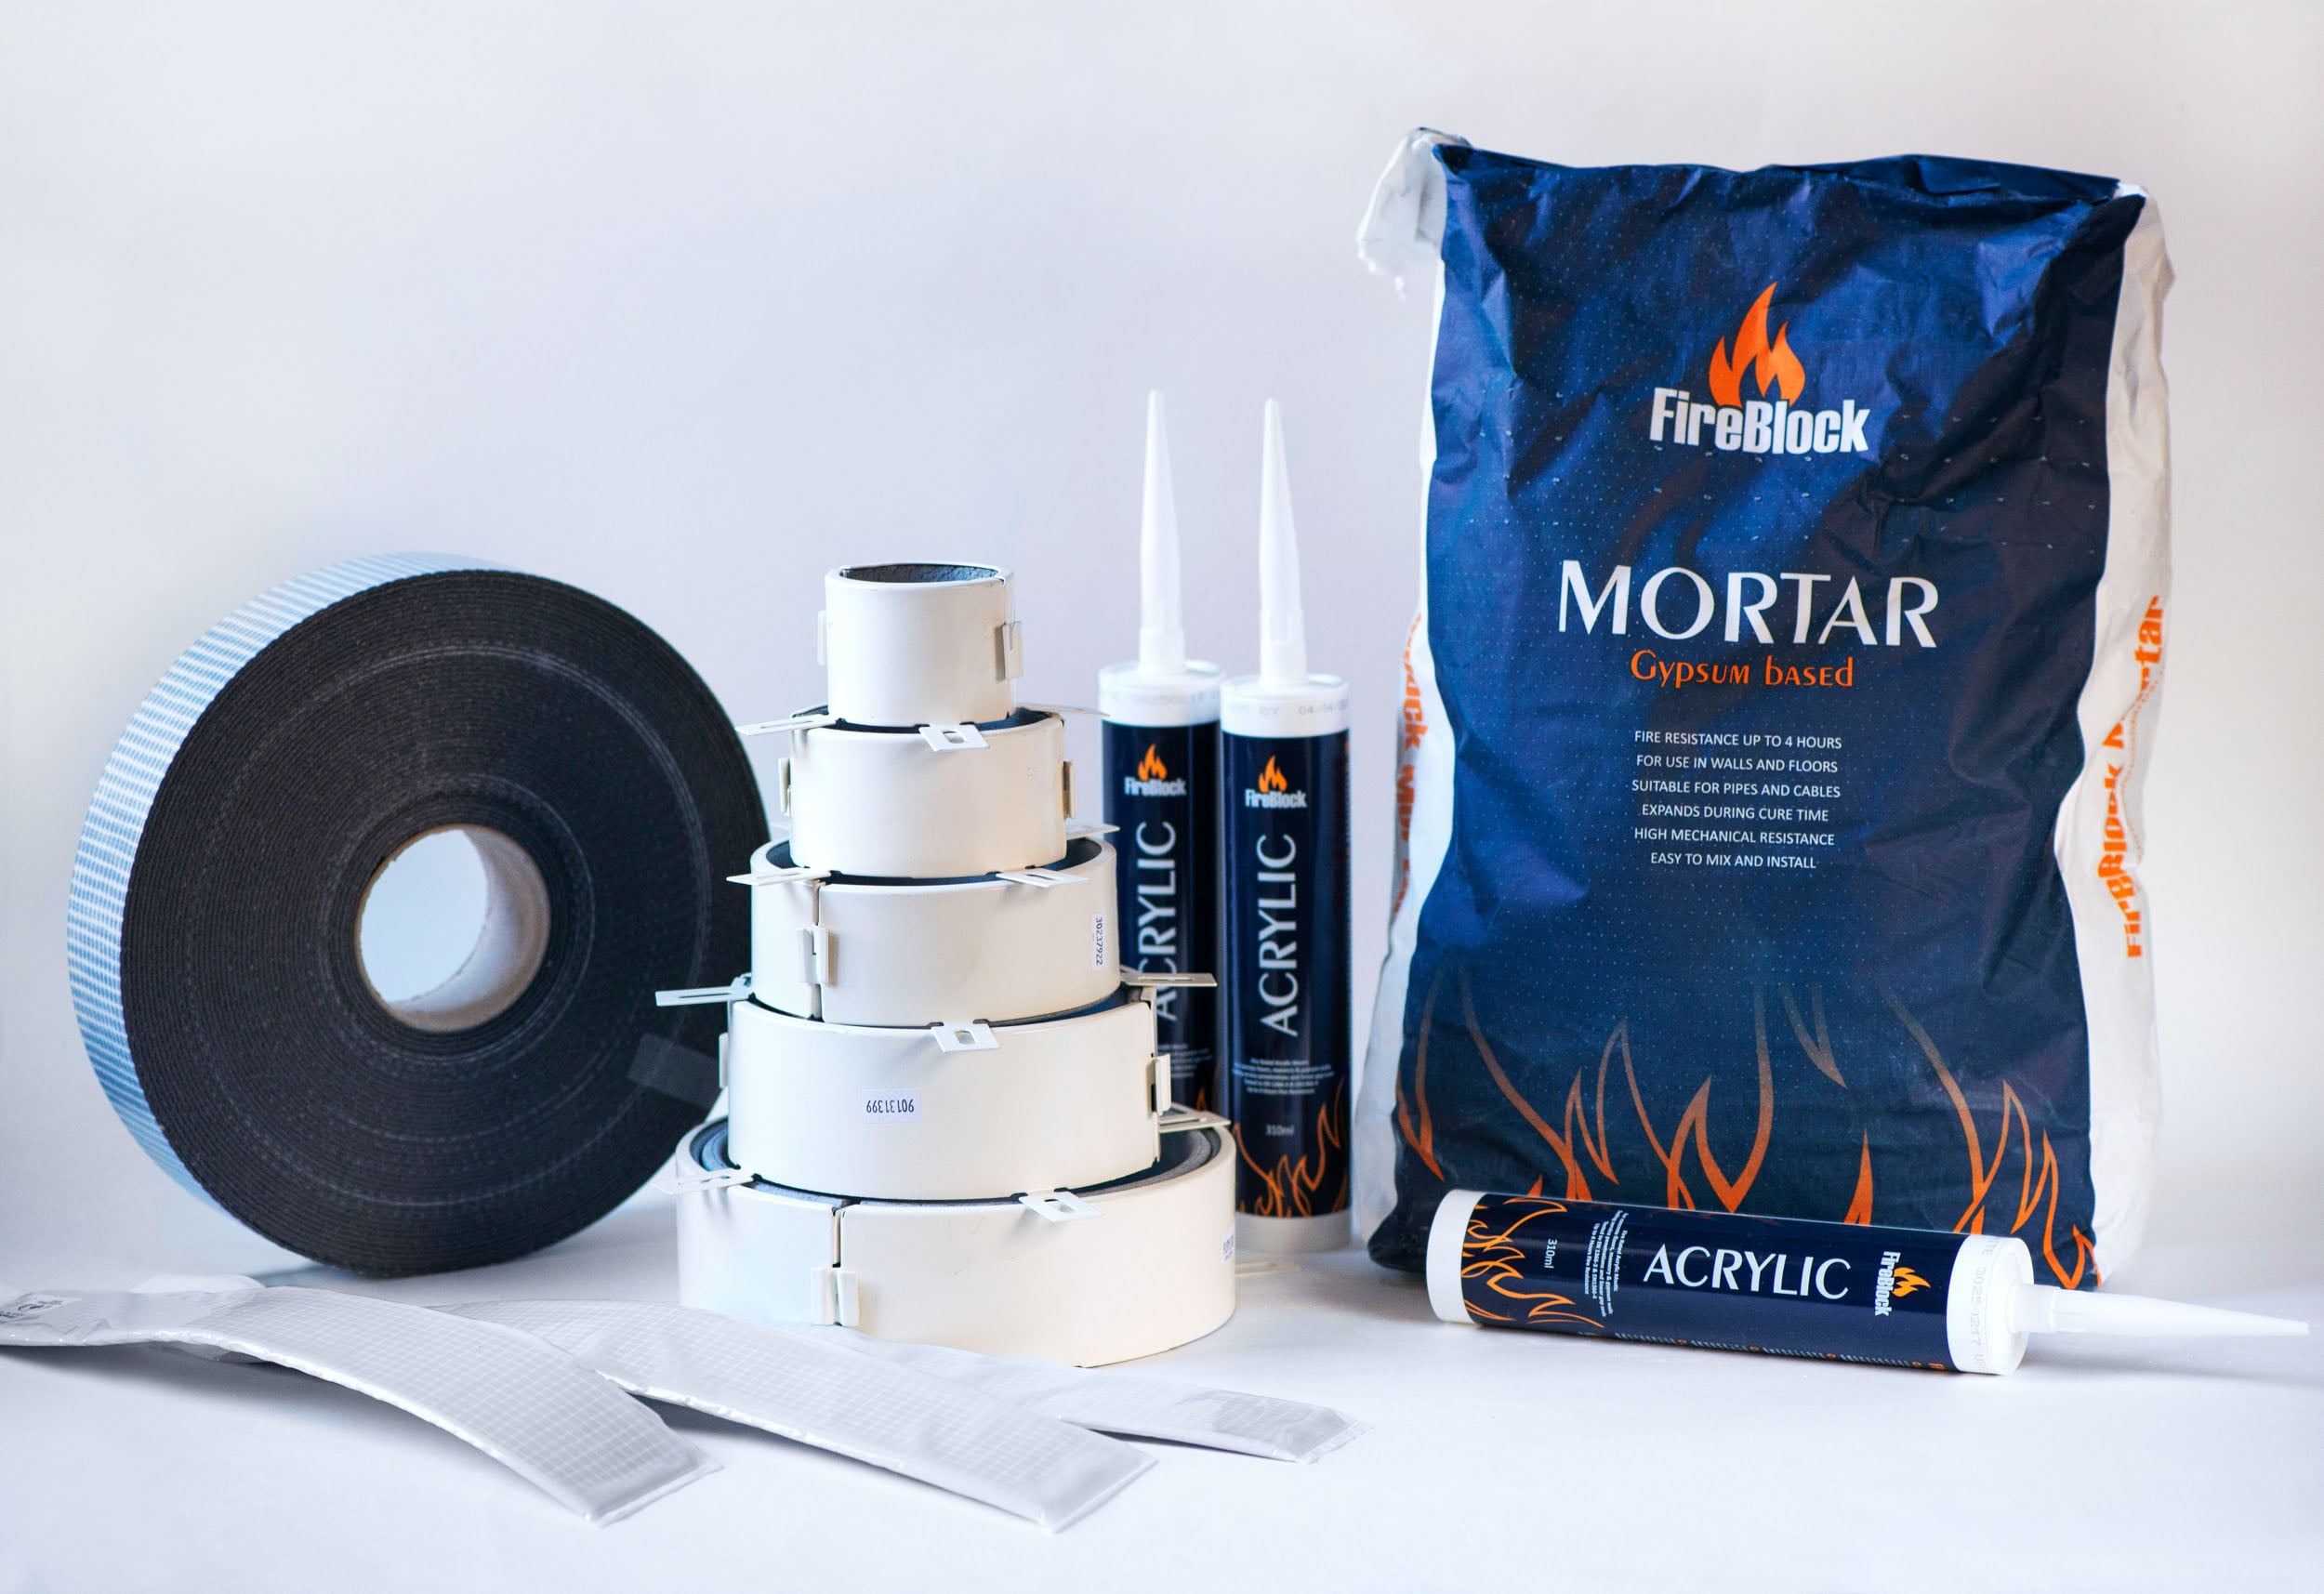 FireBlock
MORTAR
Gypsum based
FIRE RESISTANCE UP TO 4 HOURS
FOR USE IN WALLS AND FLOORS
SUITABLE FOR PIPES AND CABLES
EXPANDS DURING CURE TIME
HIGH MECHANICAL RESISTANCE
EASY TO MIX AND INSTALL
FireBlock Mortar
FireBlock
ACRYLIC
FireBlock
ACRYLIC
310ml
30237922
90131399
FireBlock
ACRYLIC
310ml